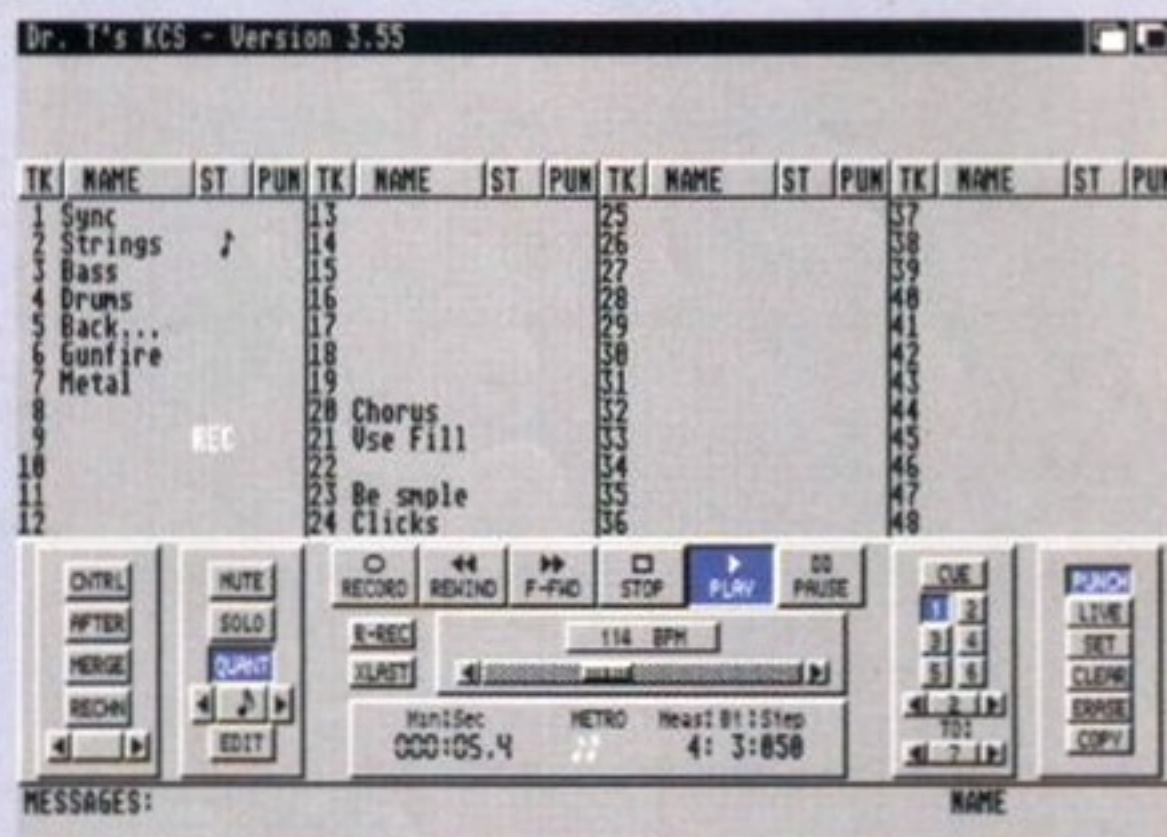 Dr. T's KCS - Version 3.55
TK NAME ST PUN TK NAME ST PUN TK NAME ST PUN TK NAME ST PUN
1 Sync 13 25 37
2 Strings ♪ 14 26 38
3 Bass 15 27 39
4 Drums 16 28 40
5 Back... 17 29 41
6 Gunfire 18 30 42
7 Metal 19 31 43
8 20 Chorus 32 44
9 REC 21 Vse Fill 33 45
10 22 34 46
11 23 Be smple 35 47
12 24 Clicks 36 48
CNTRL MUTE RECORD REWIND F-FWD STOP PLAY PAUSE CUE PUNCH
AFTER SOLO R-REC 114 BPM 1 2 LIVE
MERGE QUANT XLAST 3 4 SET
RECHN ♪ 5 6 CLEAR
EDIT Min:Sec METRO Meas: Bt:Step 2 ERASE
000:05.4 4: 3:050 TO: COPY
7
MESSAGES: NAME